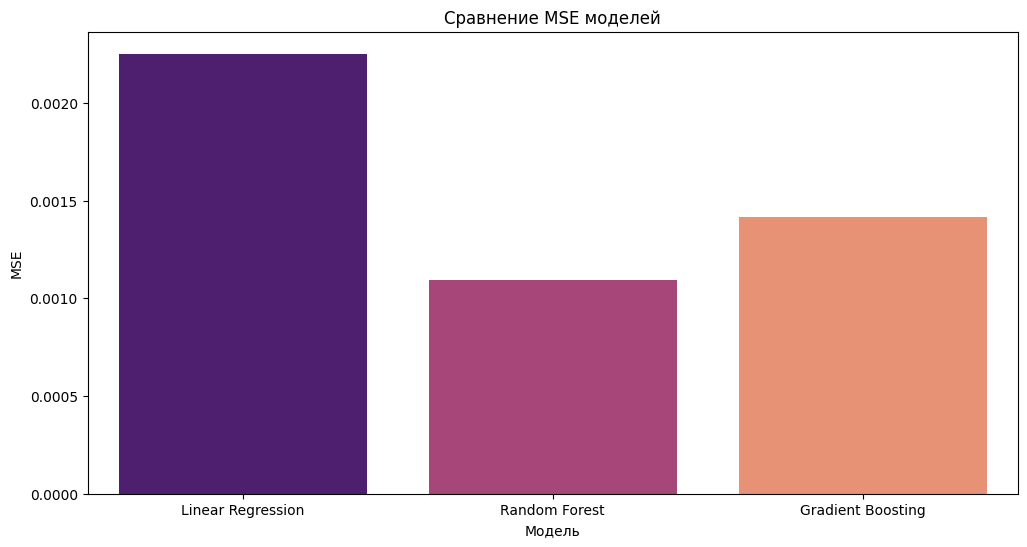 Сравнение MSE моделей
MSE
0.0020
0.0015
0.0010
0.0005
0.0000
Linear Regression
Random Forest
Gradient Boosting
Модель